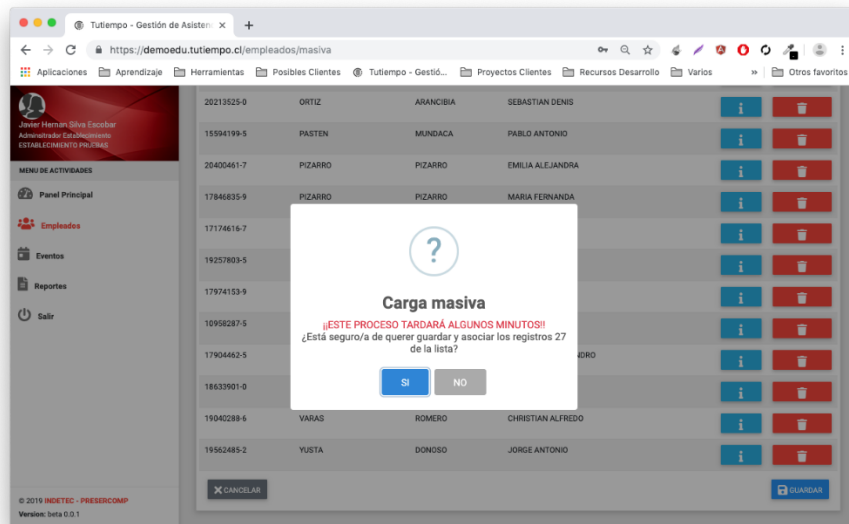 Tutiempo - Gestión de Asistenc
https://demoedu.tutiempo.cl/empleados/masiva
Aplicaciones Aprendizaje Herramientas Posibles Clientes Tutiempo - Gestió... Proyectos Clientes Recursos Desarrollo Varios » Otros favoritos
Javier Hernan Silva Escobar
Administrador Establecimiento
ESTABLECIMIENTO PRUEBAS
MENU DE ACTIVIDADES
Panel Principal
Empleados
Eventos
Reportes
Salir
© 2019 INDETEC - PRESERCOMP
Version: beta 0.0.1
20213525-0 ORTIZ ARANCIBIA SEBASTIAN DENIS
15594199-5 PASTEN MUNDACA PABLO ANTONIO
20400461-7 PIZARRO PIZARRO EMILIA ALEJANDRA
17846835-9 PIZARRO PIZARRO MARIA FERNANDA
17174616-7
19257803-5
17974153-9
10958287-5
17904462-5 NDRO
18633901-0
19040288-6 VARAS ROMERO CHRISTIAN ALFREDO
19562485-2 YUSTA DONOSO JORGE ANTONIO
CANCELAR
GUARDAR
?
Carga masiva
¡¡ESTE PROCESO TARDARÁ ALGUNOS MINUTOS!!
¿Está seguro/a de querer guardar y asociar los registros 27
de la lista?
SI NO